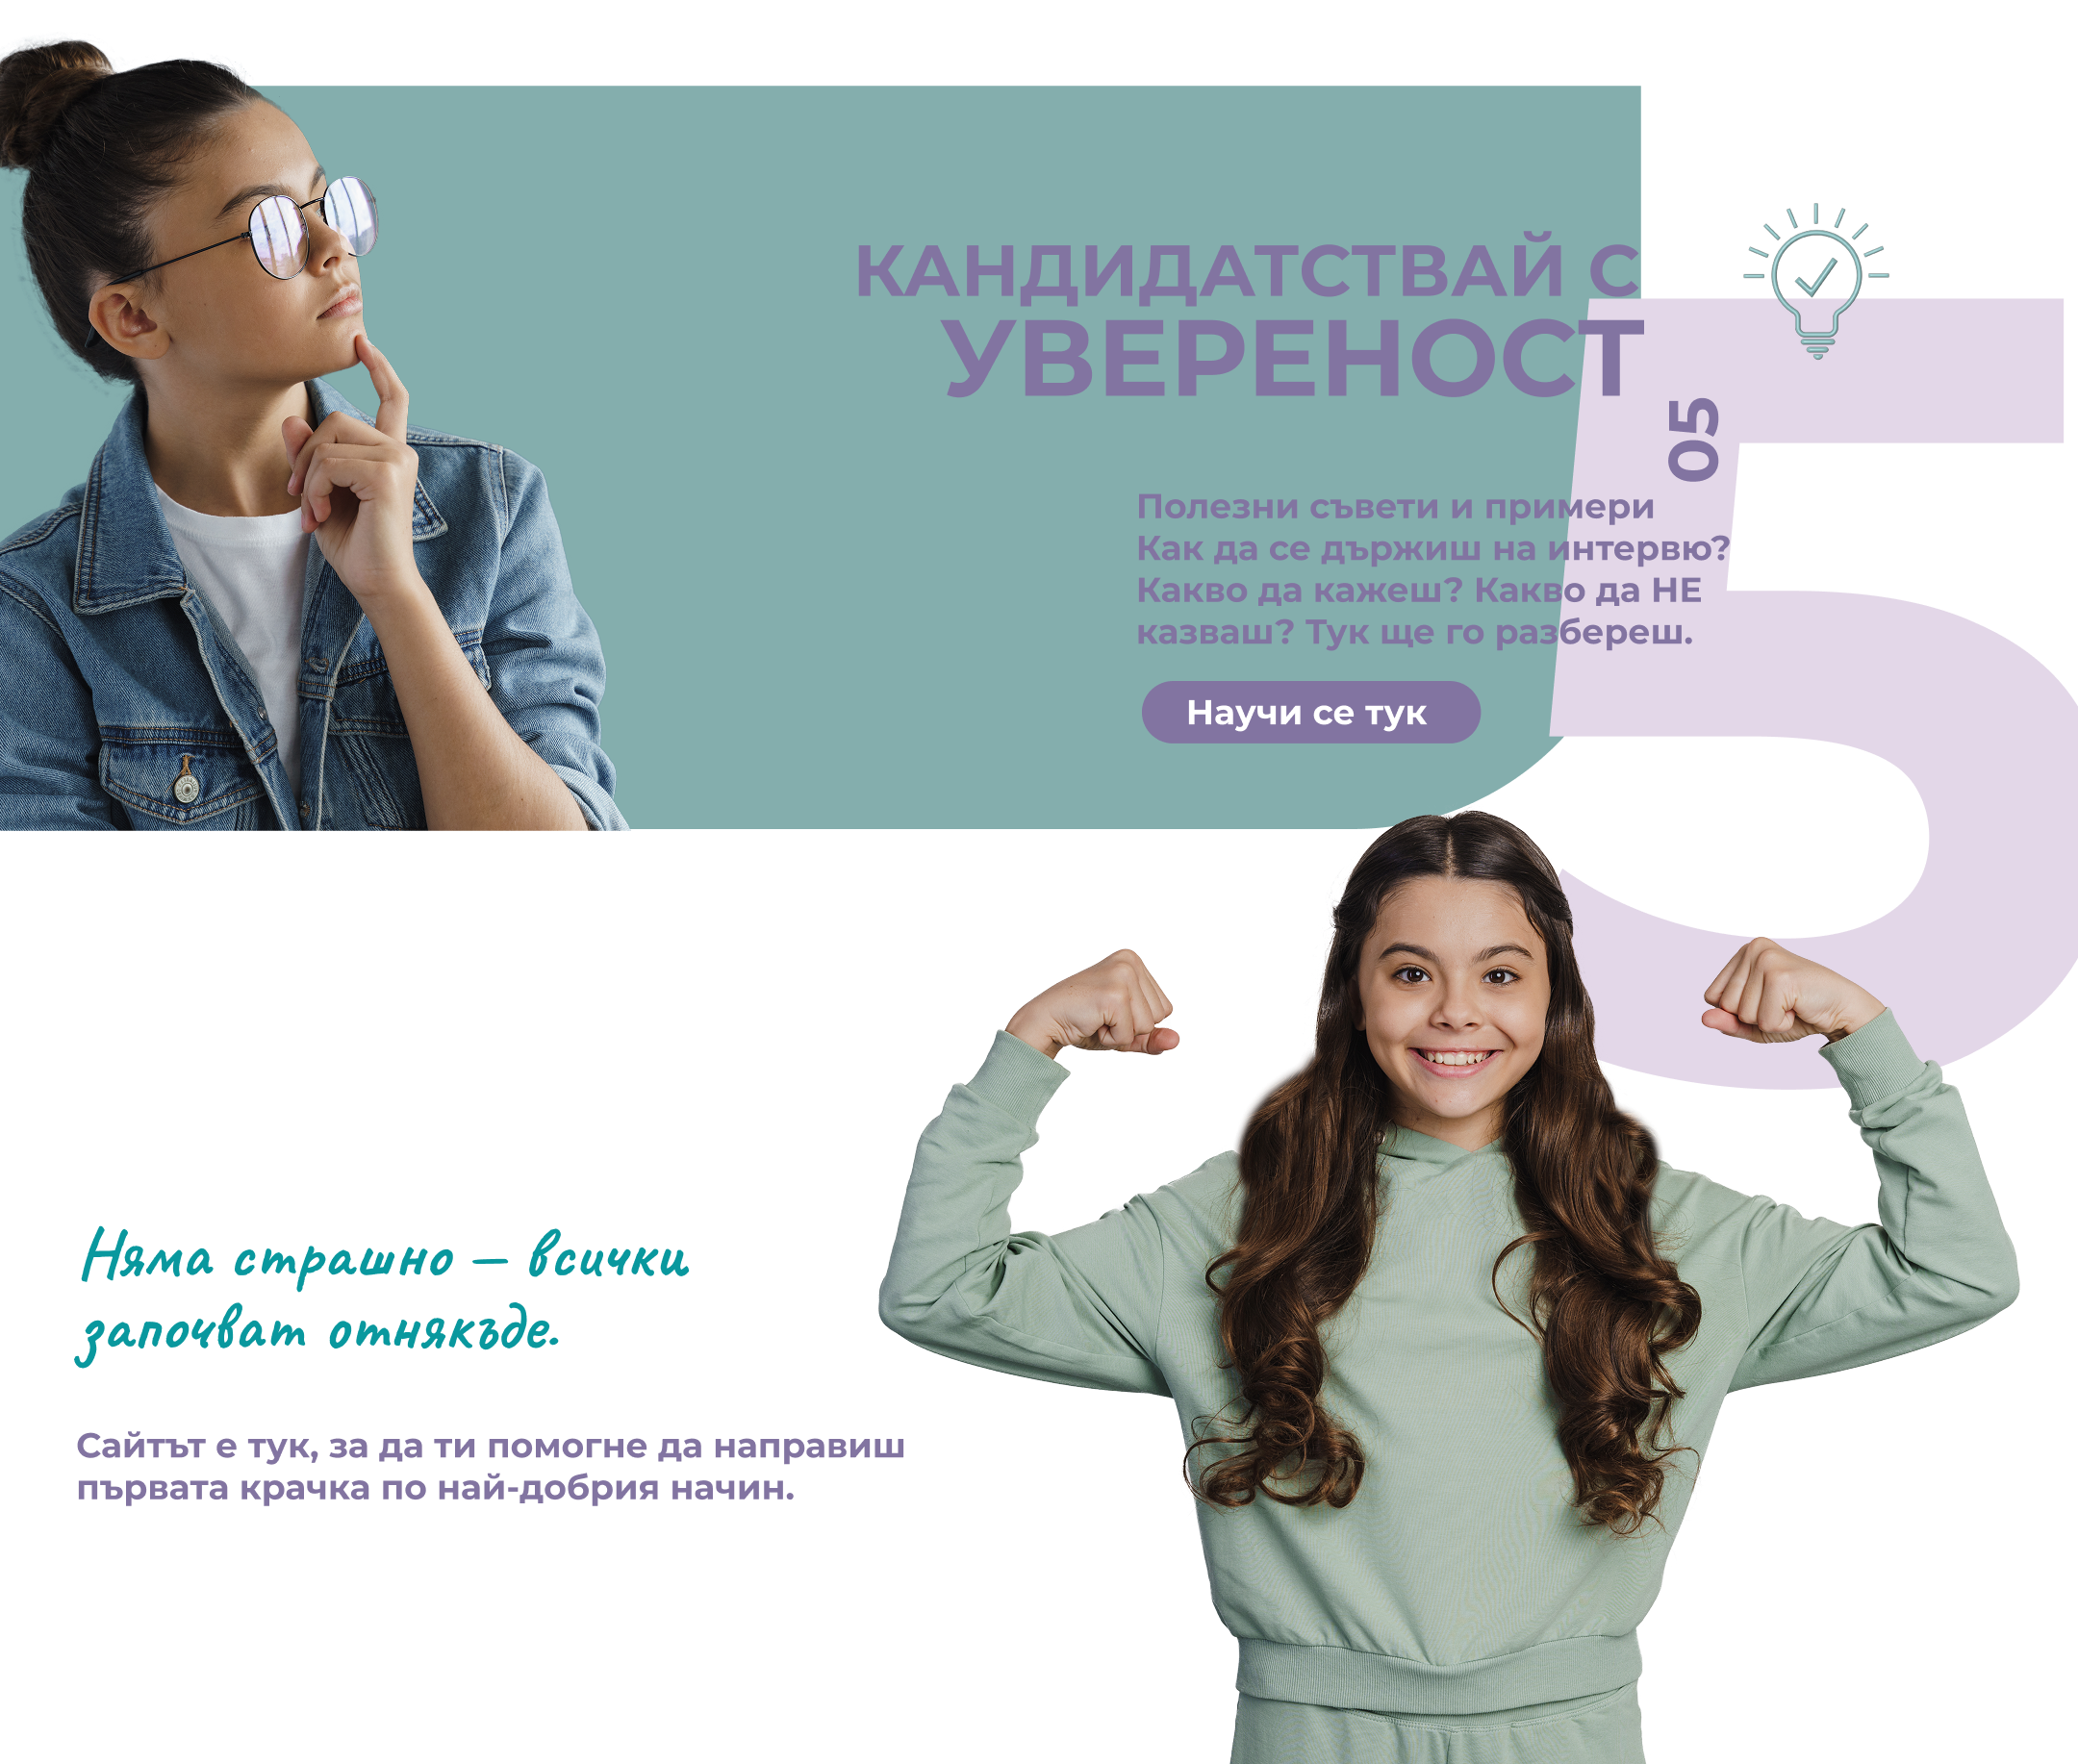 КАНДИДАТСТВАЙ С
УВЕРЕНОСТ
05
5
Полезни съвети и примери
Как да се държиш на интервю?
Какво да кажеш? Какво да НЕ
казваш? Тук ще го разбереш.
Научи се тук
Няма страшно – всички
започват отнякъде.
Сайтът е тук, за да ти помогне да направиш
първата крачка по най-добрия начин.